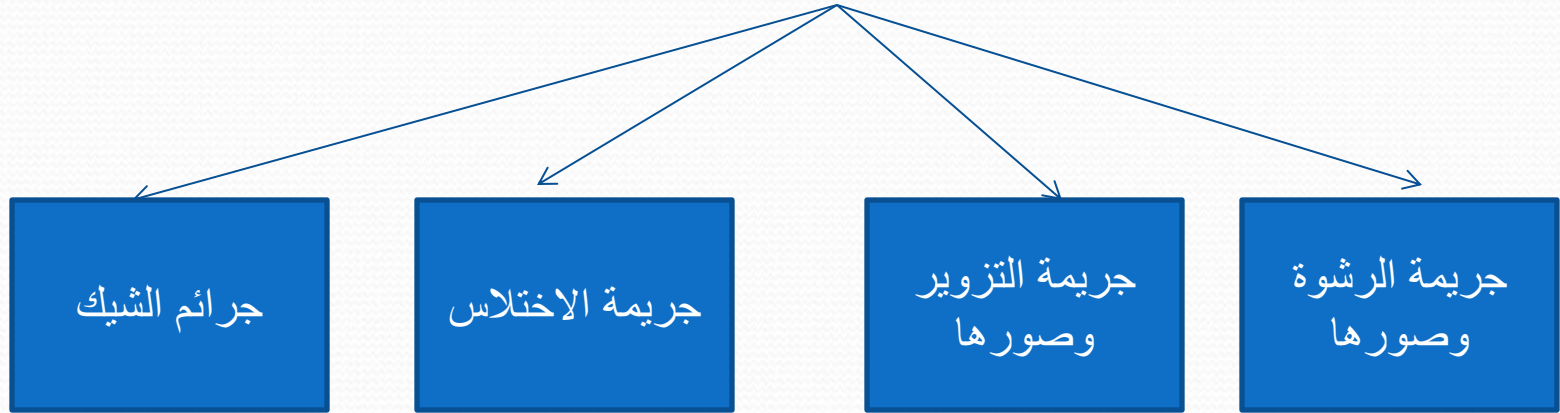 جريمة الرشوة
وصورها
جريمة التزوير
وصورها
جريمة الاختلاس
جرائم الشيك